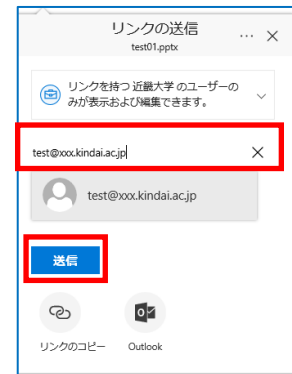 リンクの送信
test01.pptx
リンクを持つ 近畿大学 のユーザーの
みが表示および編集できます。
test@xxx.kindai.ac.jp
test@xxx.kindai.ac.jp
送信
リンクのコピー
Outlook